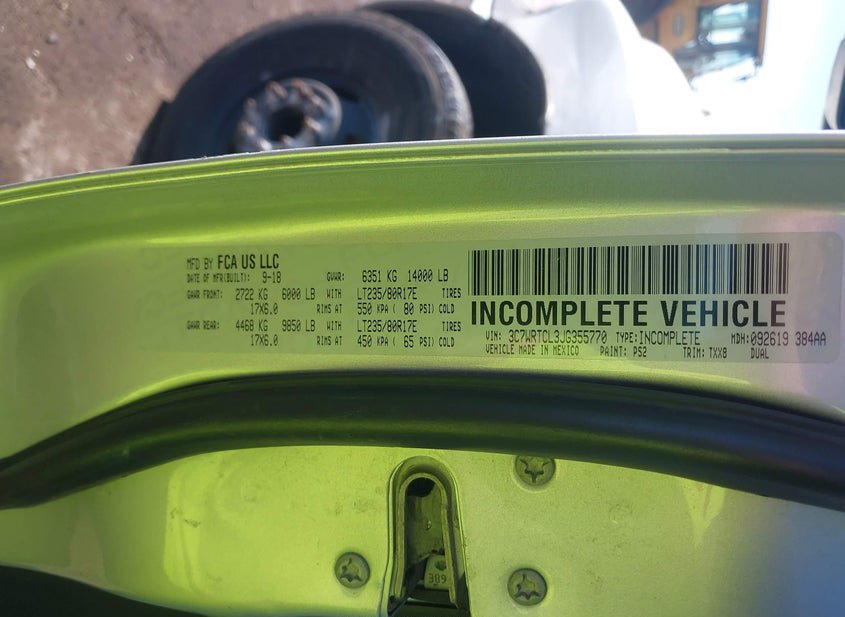 MFD BY FCA US LLC
DATE OF MFR(BUILT): 9-18 GVWR: 6351 KG 14000 LB
GAWR FRONT: 2722 KG 6000 LB WITH LT235/80R17E TIRES
17X6.0 RIMS AT 550 KPA ( 80 PSI) COLD
GAWR REAR: 4468 KG 9850 LB WITH LT235/80R17E TIRES
17X6.0 RIMS AT 450 KPA ( 65 PSI) COLD
INCOMPLETE VEHICLE
VIN: 3C7WRTCL3JG355770 TYPE: INCOMPLETE MDH: 092619 384AA
VEHICLE MADE IN MEXICO PAINT: PS2 TRIM: TXX8 DUAL
309